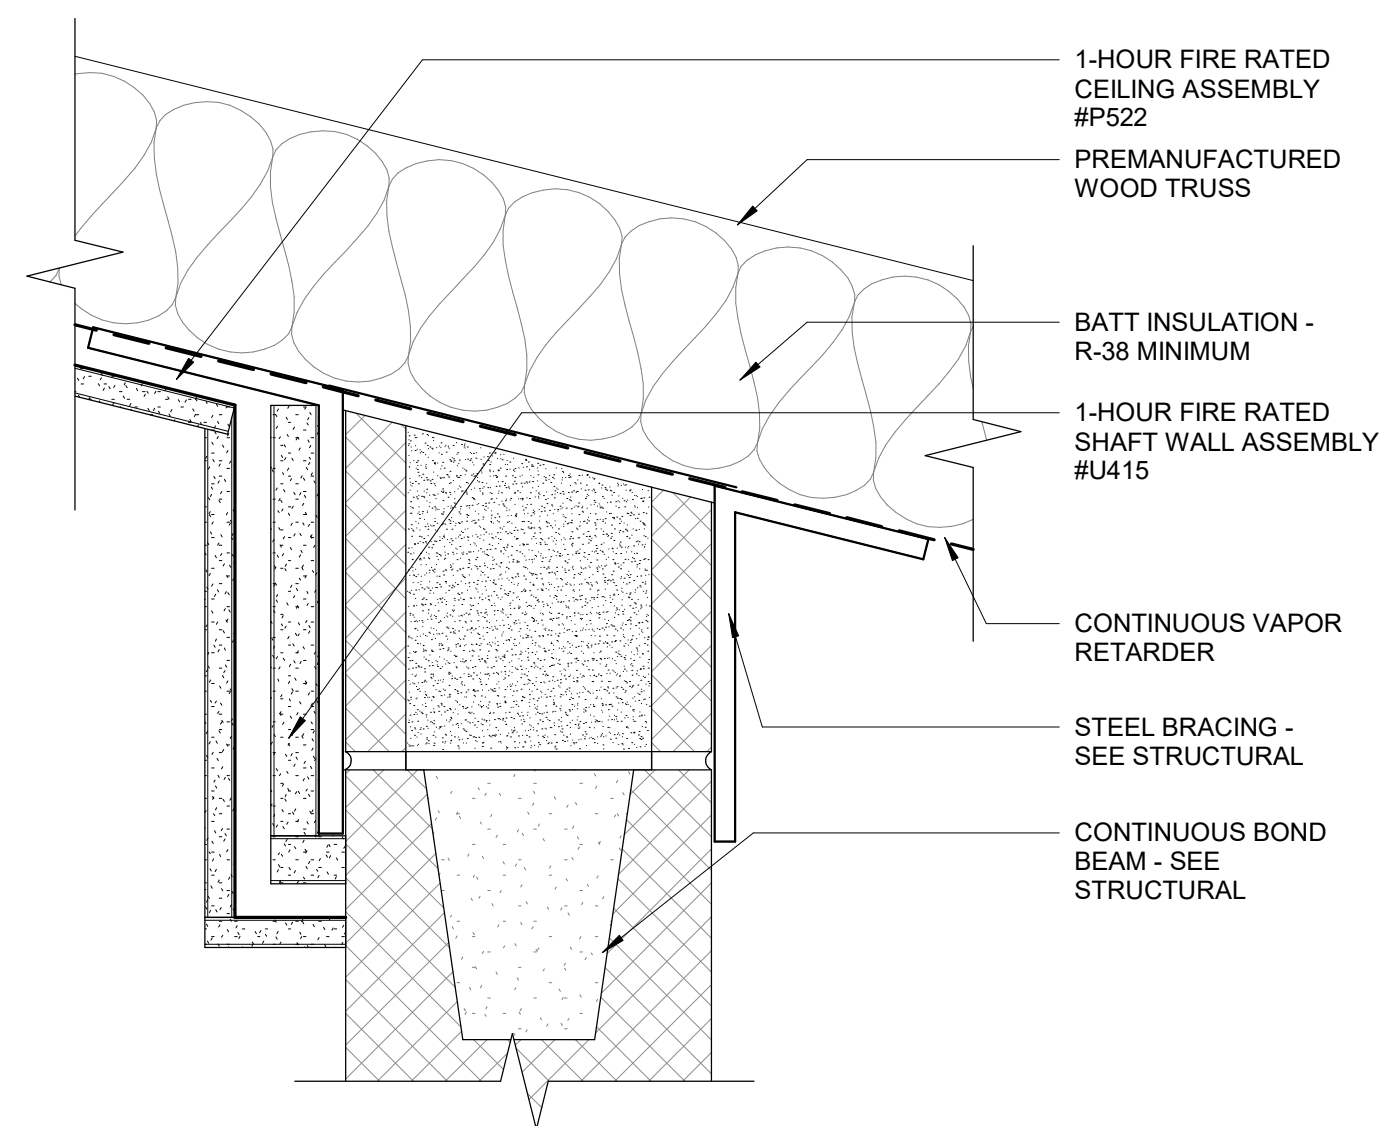 1-HOUR FIRE RATED
CEILING ASSEMBLY
#P522
PREMANUFACTURED
WOOD TRUSS
BATT INSULATION -
R-38 MINIMUM
1-HOUR FIRE RATED
SHAFT WALL ASSEMBLY
#U415
CONTINUOUS VAPOR
RETARDER
STEEL BRACING -
SEE STRUCTURAL
CONTINUOUS BOND
BEAM - SEE
STRUCTURAL